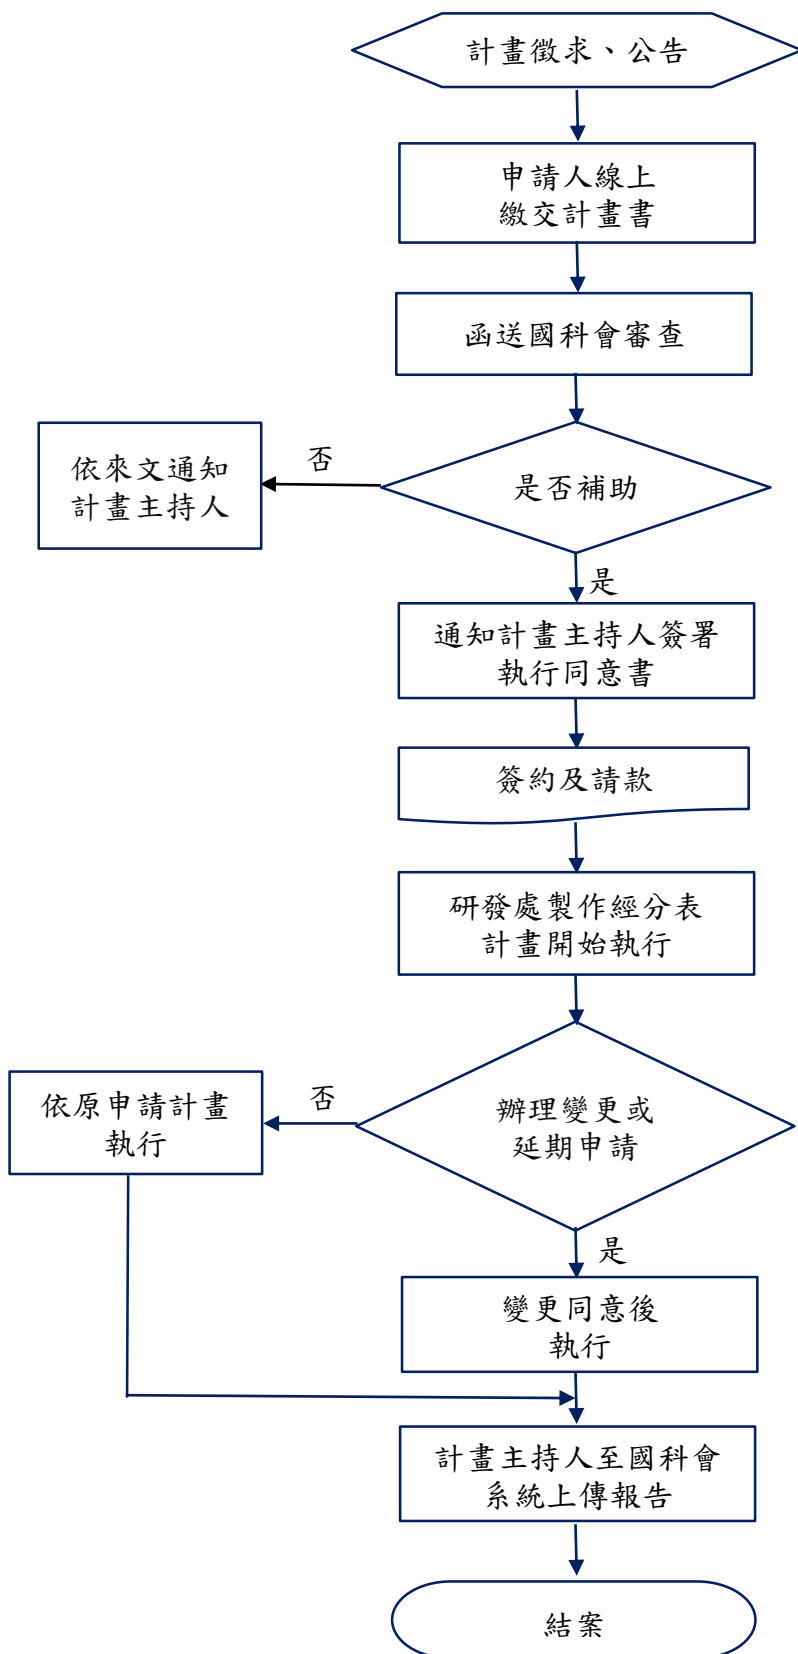 計畫徵求、公告
申請人線上
繳交計畫書
函送國科會審查
是否補助
否
依來文通知
計畫主持人
是
通知計畫主持人簽署
執行同意書
簽約及請款
研發處製作經分表
計畫開始執行
辦理變更或
延期申請
否
依原申請計畫
執行
是
變更同意後
執行
計畫主持人至國科會
系統上傳報告
結案